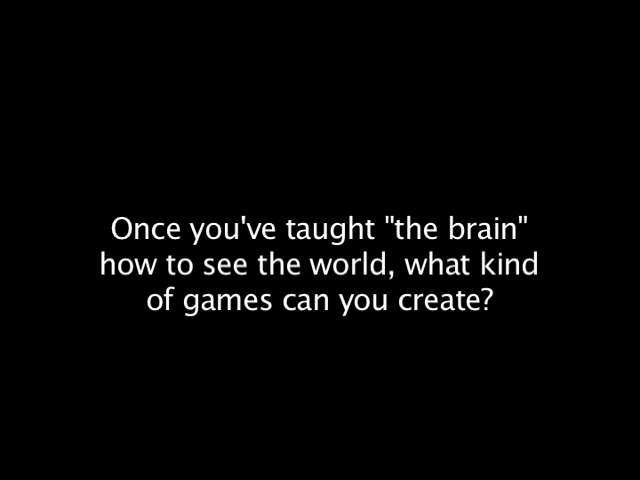 Once you've taught "the brain"
how to see the world, what kind
of games can you create?